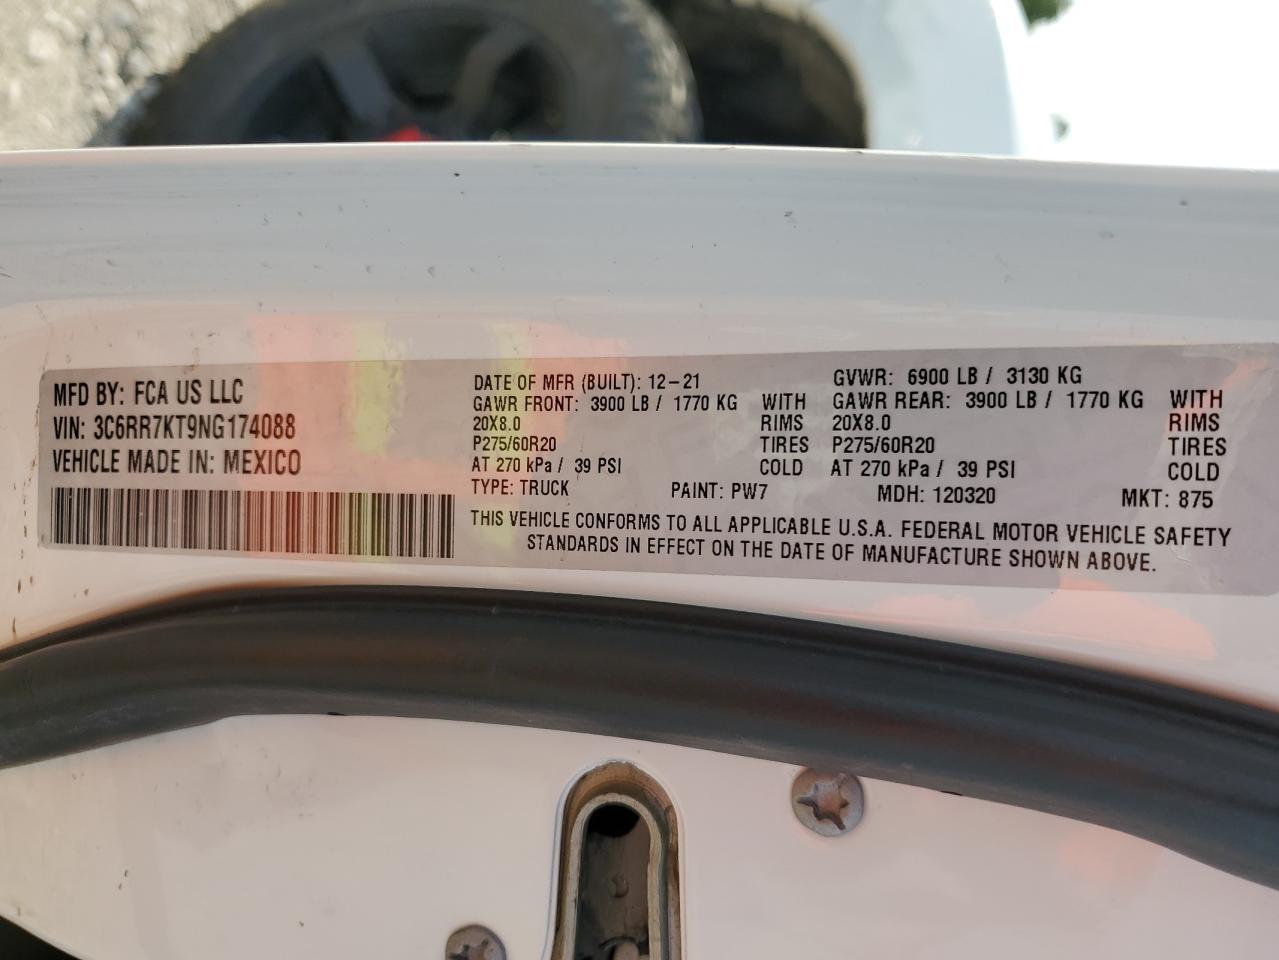 MFD BY: FCA US LLC
VIN: 3C6RR7KT9NG174088
VEHICLE MADE IN: MEXICO
DATE OF MFR (BUILT): 12-21
GAWR FRONT: 3900 LB / 1770 KG WITH
20X8.0 RIMS
P275/60R20 TIRES
AT 270 kPa / 39 PSI COLD
GVWR: 6900 LB / 3130 KG
GAWR REAR: 3900 LB / 1770 KG WITH
20X8.0 RIMS
P275/60R20 TIRES
AT 270 kPa / 39 PSI COLD
TYPE: TRUCK PAINT: PW7 MDH: 120320 MKT: 875
THIS VEHICLE CONFORMS TO ALL APPLICABLE U.S.A. FEDERAL MOTOR VEHICLE SAFETY
STANDARDS IN EFFECT ON THE DATE OF MANUFACTURE SHOWN ABOVE.